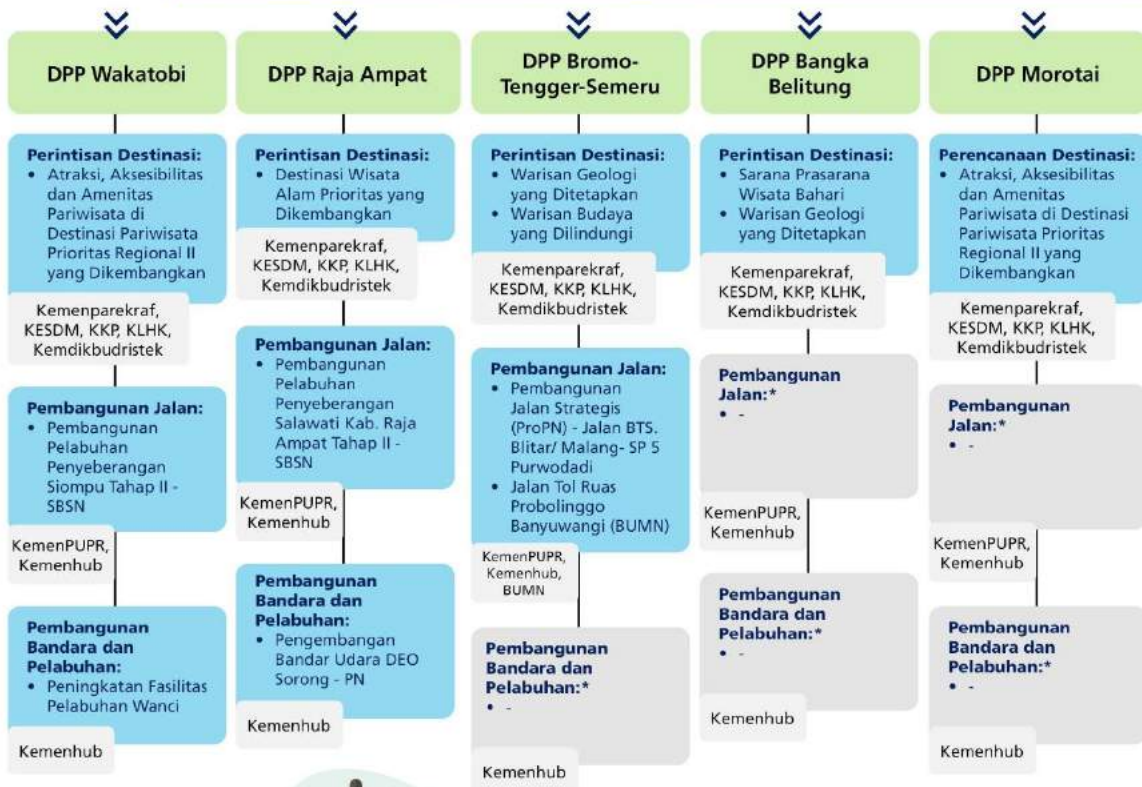 DPP Wakatobi
Perintisan Destinasi:
• Atraksi, Aksesibilitas
dan Amenitas
Pariwisata di
Destinasi Pariwisata
Prioritas Regional II
yang Dikembangkan
Kemenparekraf,
KESDM, KKP, KLHK,
Kemdikbudristek
Pembangunan Jalan:
• Pembangunan
Pelabuhan
Penyeberangan
Siompu Tahap II -
SBSN
KemenPUPR,
Kemenhub
Pembangunan
Bandara dan
Pelabuhan:
• Peningkatan Fasilitas
Pelabuhan Wanci
Kemenhub
DPP Raja Ampat
Perintisan Destinasi:
• Destinasi Wisata
Alam Prioritas yang
Dikembangkan
Kemenparekraf,
KESDM, KKP, KLHK,
Kemdikbudristek
Pembangunan Jalan:
• Pembangunan
Pelabuhan
Penyeberangan
Salawati Kab. Raja
Ampat Tahap II -
SBSN
KemenPUPR,
Kemenhub
Pembangunan
Bandara dan
Pelabuhan:
• Pengembangan
Bandar Udara DEO
Sorong - PN
Kemenhub
DPP Bromo-
Tengger-Semeru
Perintisan Destinasi:
• Warisan Geologi
yang Ditetapkan
• Warisan Budaya
yang Dilindungi
Kemenparekraf,
KESDM, KKP, KLHK,
Kemdikbudristek
Pembangunan Jalan:
• Pembangunan
Jalan Strategis
(ProPN) - Jalan BTS.
Blitar/ Malang- SP 5
Purwodadi
• Jalan Tol Ruas
Probolinggo
Banyuwangi (BUMN)
KemenPUPR,
Kemenhub,
BUMN
Pembangunan
Bandara dan
Pelabuhan:*
• -
Kemenhub
DPP Bangka
Belitung
Perintisan Destinasi:
• Sarana Prasarana
Wisata Bahari
• Warisan Geologi
yang Ditetapkan
Kemenparekraf,
KESDM, KKP, KLHK,
Kemdikbudristek
Pembangunan
Jalan:*
• -
KemenPUPR,
Kemenhub
Pembangunan
Bandara dan
Pelabuhan:*
• -
Kemenhub
DPP Morotai
Perencanaan Destinasi:
• Atraksi, Aksesibilitas
dan Amenitas
Pariwisata di Destinasi
Pariwisata Prioritas
Regional II yang
Dikembangkan
Kemenparekraf,
KESDM, KKP, KLHK,
Kemdikbudristek
Pembangunan
Jalan:*
• -
KemenPUPR,
Kemenhub
Pembangunan
Bandara dan
Pelabuhan:*
• -
Kemenhub